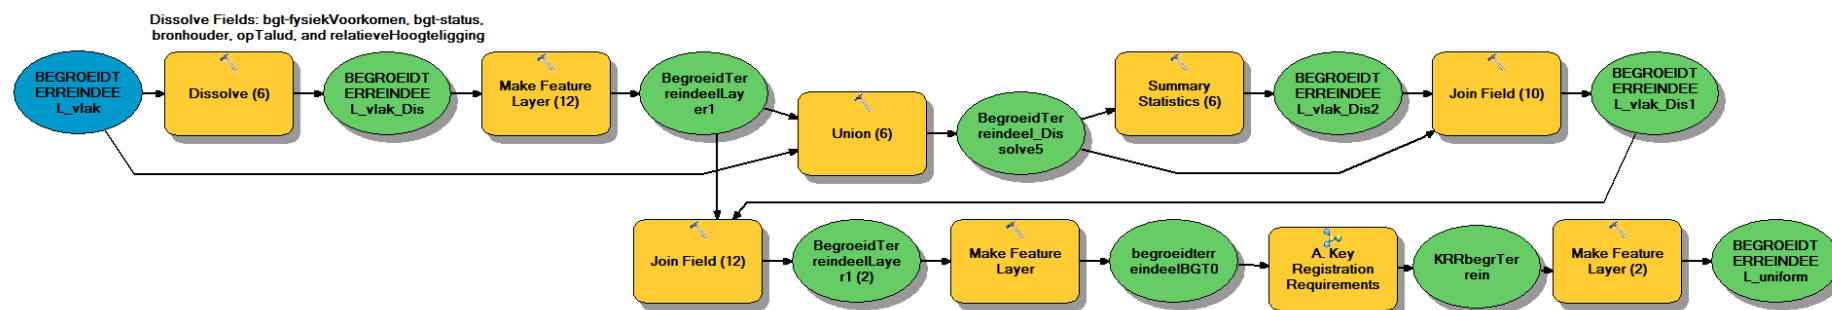 Dissolve Fields: bgt-fysiekVoorkomen, bgt-status,
bronhouder, opTalud, and relatieveHoogteligging
BEGROEIDT
ERREINDEE
L_vlak
Dissolve (6)
BEGROEIDT
ERREINDEE
L_vlak_Dis
Make Feature
Layer (12)
BegroeidTer
reindeelLay
er1
Union (6)
BegroeidTer
reindeel_Dis
solve5
Summary
Statistics (6)
BEGROEIDT
ERREINDEE
L_vlak_Dis2
Join Field (10)
BEGROEIDT
ERREINDEE
L_vlak_Dis1
Join Field (12)
BegroeidTer
reindeelLaye
r1 (2)
Make Feature
Layer
begroeidterr
eindeelBGT0
A. Key
Registration
Requirements
KRRbegrTer
rein
Make Feature
Layer (2)
BEGROEIDT
ERREINDEE
L_uniform